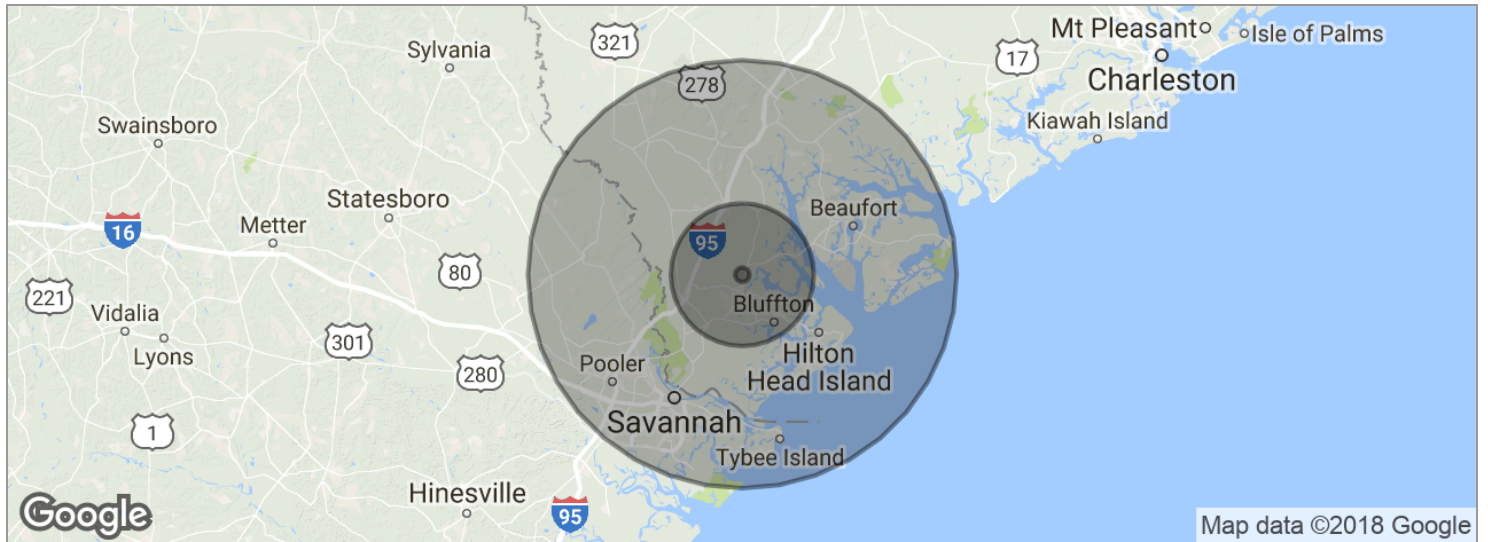 Mt Pleasant
Isle of Palms
321
17
Sylvania
Charleston
278
Swainsboro
Kiawah Island
Statesboro
Beaufort
Metter
16
95
80
221
Bluffton
Vidalia
301
Lyons
Pooler
Hilton
Head Island
280
Savannah
1
Tybee Island
Hinesville
95
Google
Map data ©2018 Google